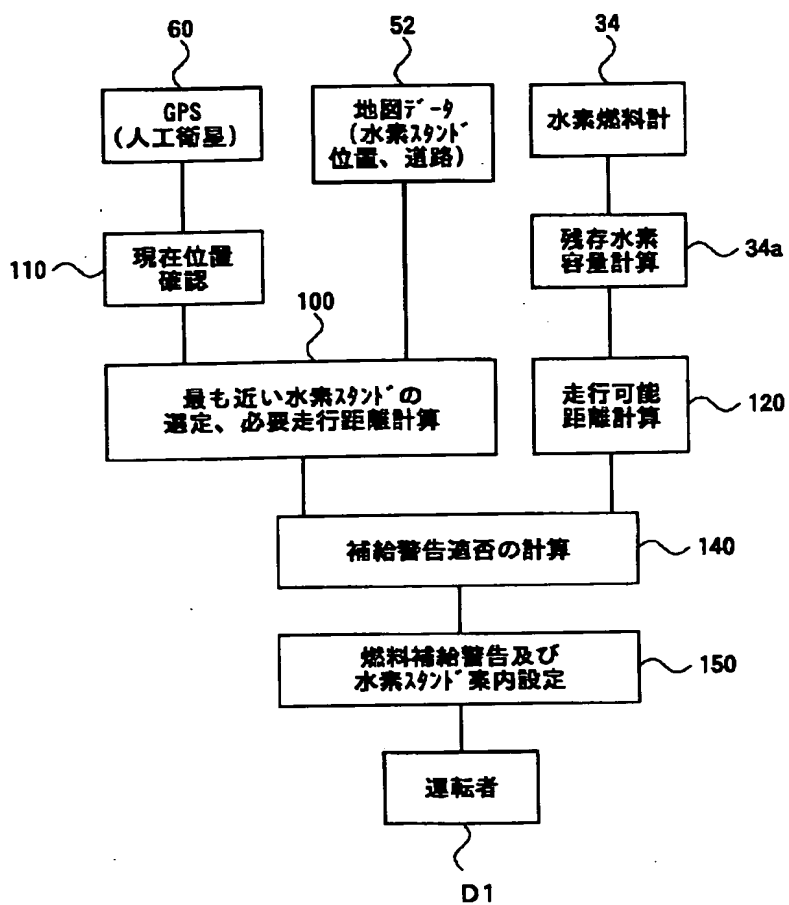 60
52
34
GPS
(人工衛星)
地図ﾃﾞｰﾀ
(水素ｽﾀﾝﾄﾞ
位置、道路)
水素燃料計
110
現在位置
確認
残存水素
容量計算
34a
100
最も近い水素ｽﾀﾝﾄﾞの
選定、必要走行距離計算
走行可能
距離計算
120
補給警告適否の計算
140
燃料補給警告及び
水素ｽﾀﾝﾄﾞ案内設定
150
運転者
D1